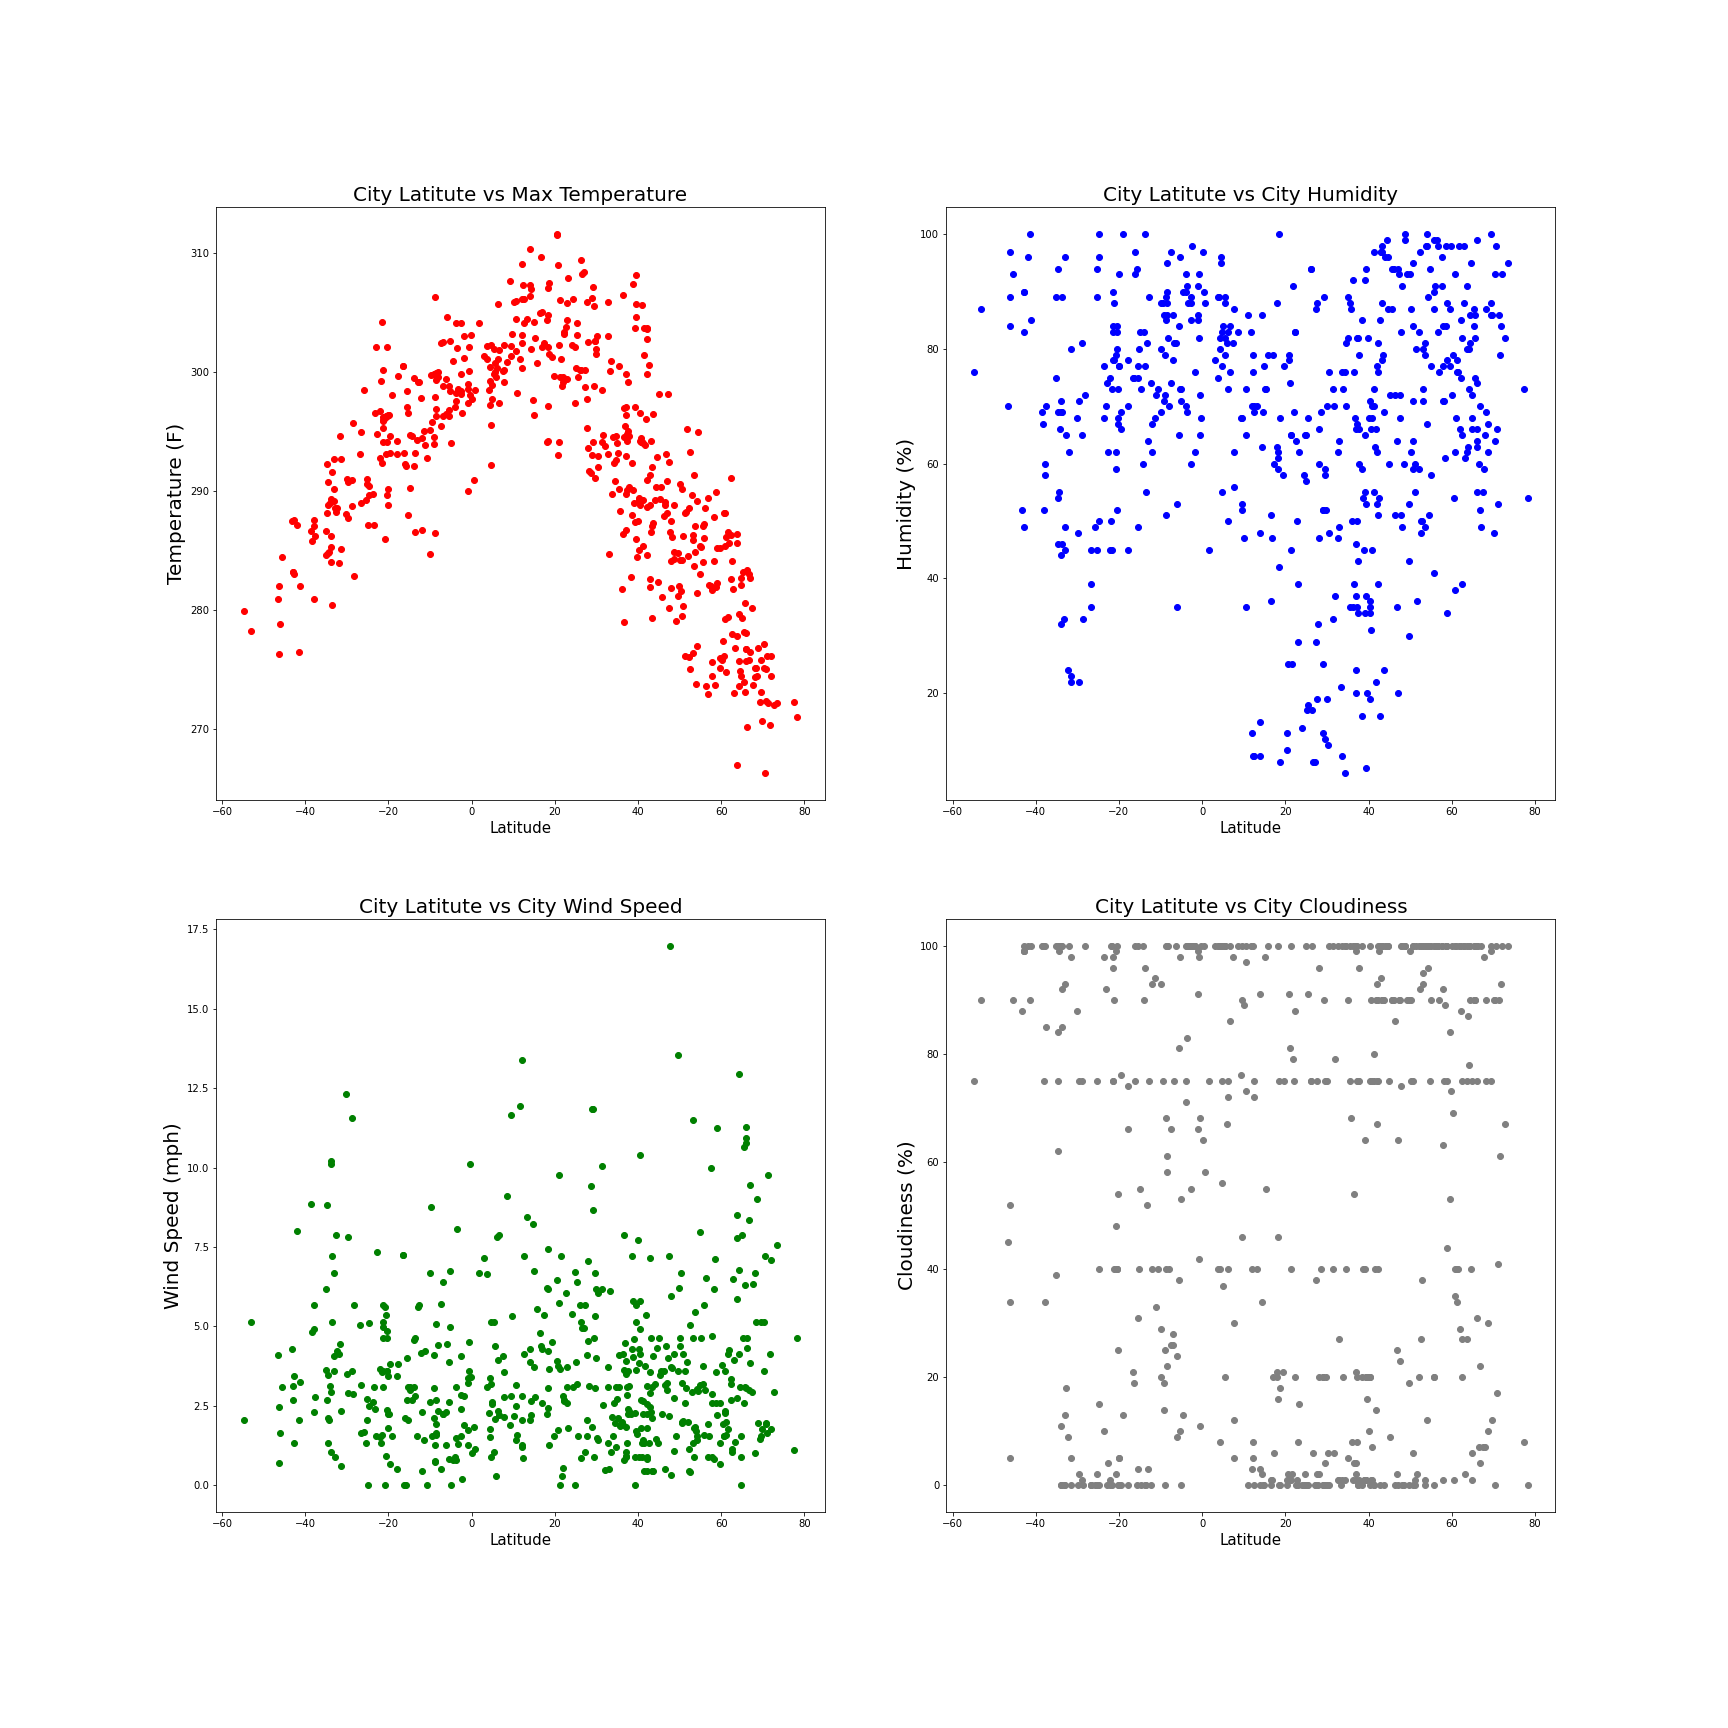 City Latitute vs Max Temperature
310
300
290
280
270
Temperature (F)
−60 −40 −20 0 20 40 60 80
Latitude
City Latitute vs City Humidity
100
80
60
40
20
Humidity (%)
−60 −40 −20 0 20 40 60 80
Latitude
City Latitute vs City Wind Speed
17.5
15.0
12.5
10.0
7.5
5.0
2.5
0.0
Wind Speed (mph)
−60 −40 −20 0 20 40 60 80
Latitude
City Latitute vs City Cloudiness
100
80
60
40
20
0
Cloudiness (%)
−60 −40 −20 0 20 40 60 80
Latitude